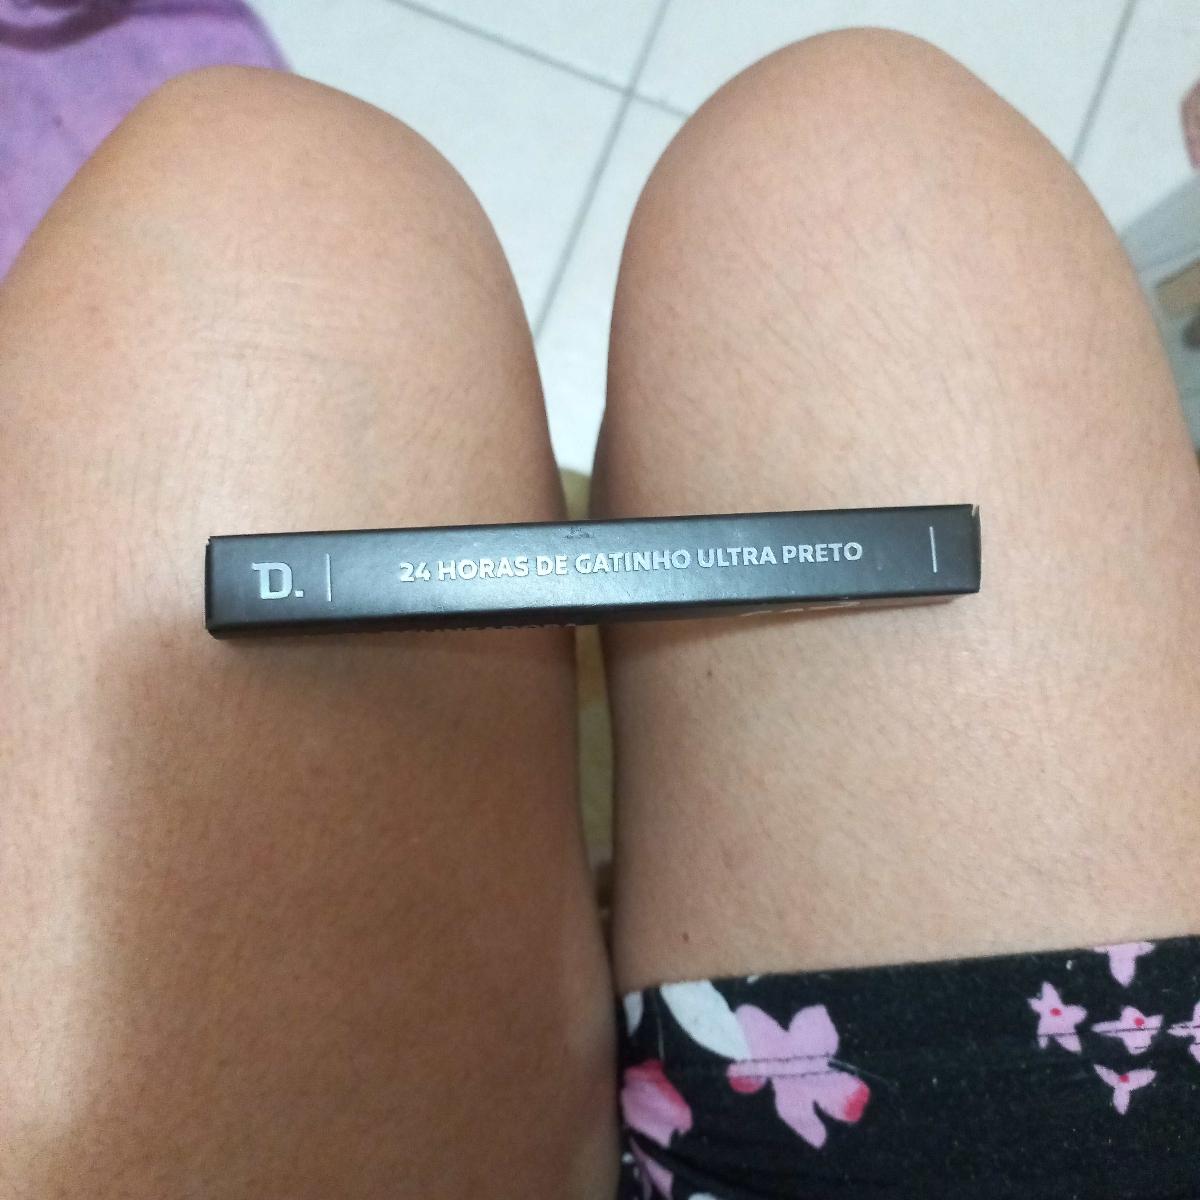 D. 24 HORAS DE GATINHO ULTRA PRETO